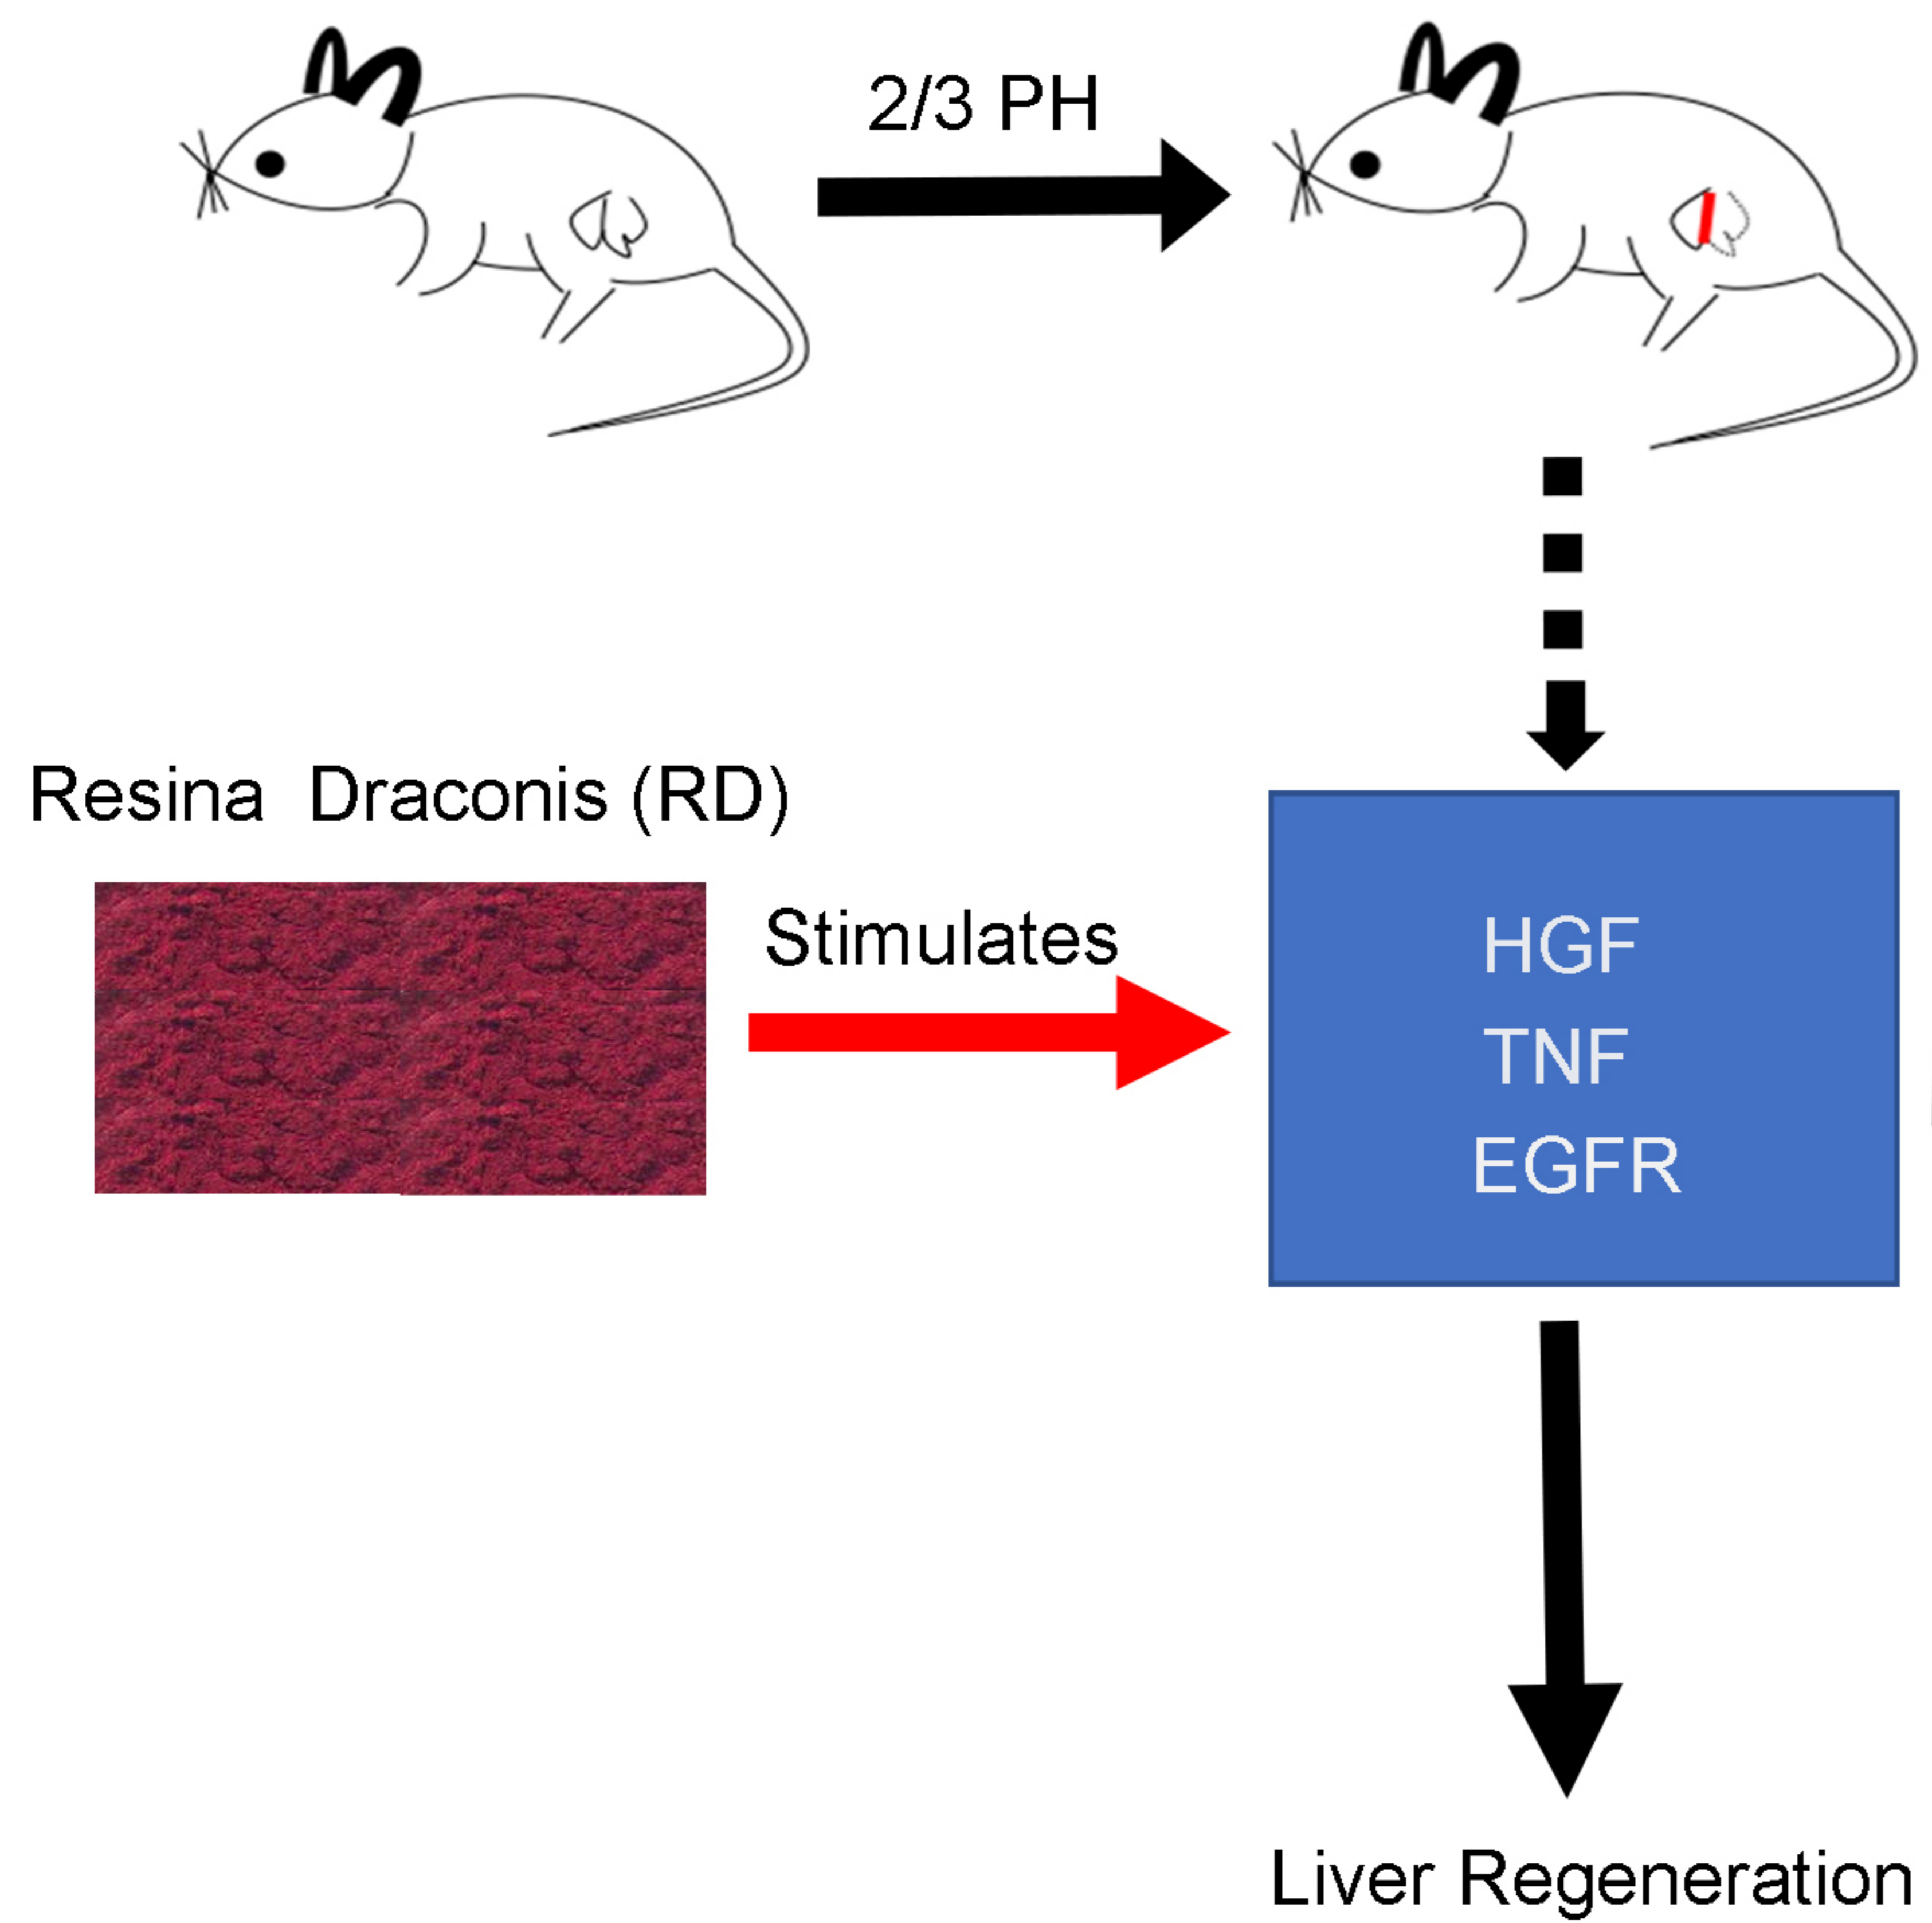 2/3 PH
Resina Draconis (RD)
Stimulates
HGF
TNF
EGFR
Liver Regeneration